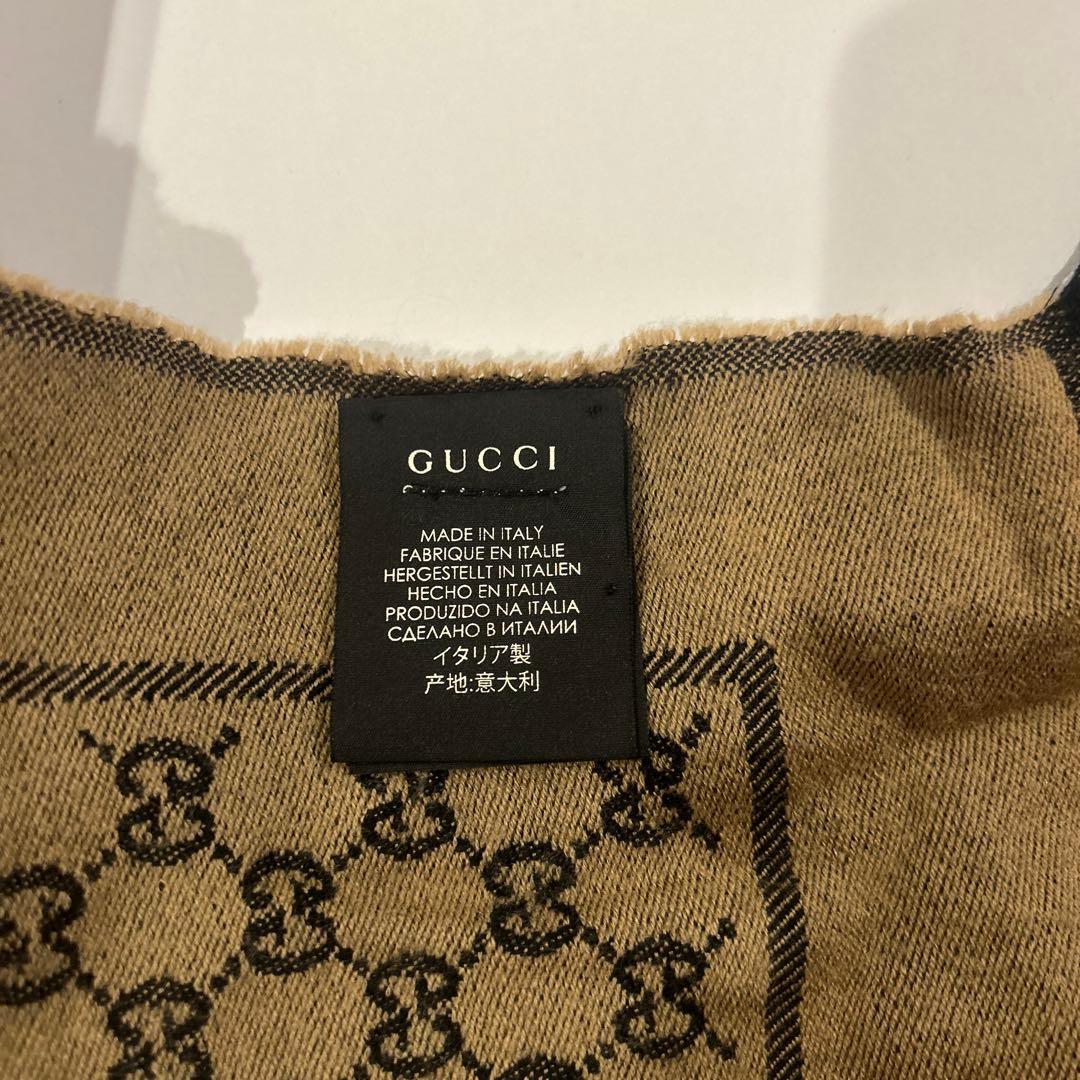 GUCCI
MADE IN ITALY
FABRIQUE EN ITALIE
HERGESTELLT IN ITALIEN
HECHO EN ITALIA
PRODUZIDO NA ITALIA
СДЕЛАНО В ИТАЛИИ
イタリア製
产地:意大利